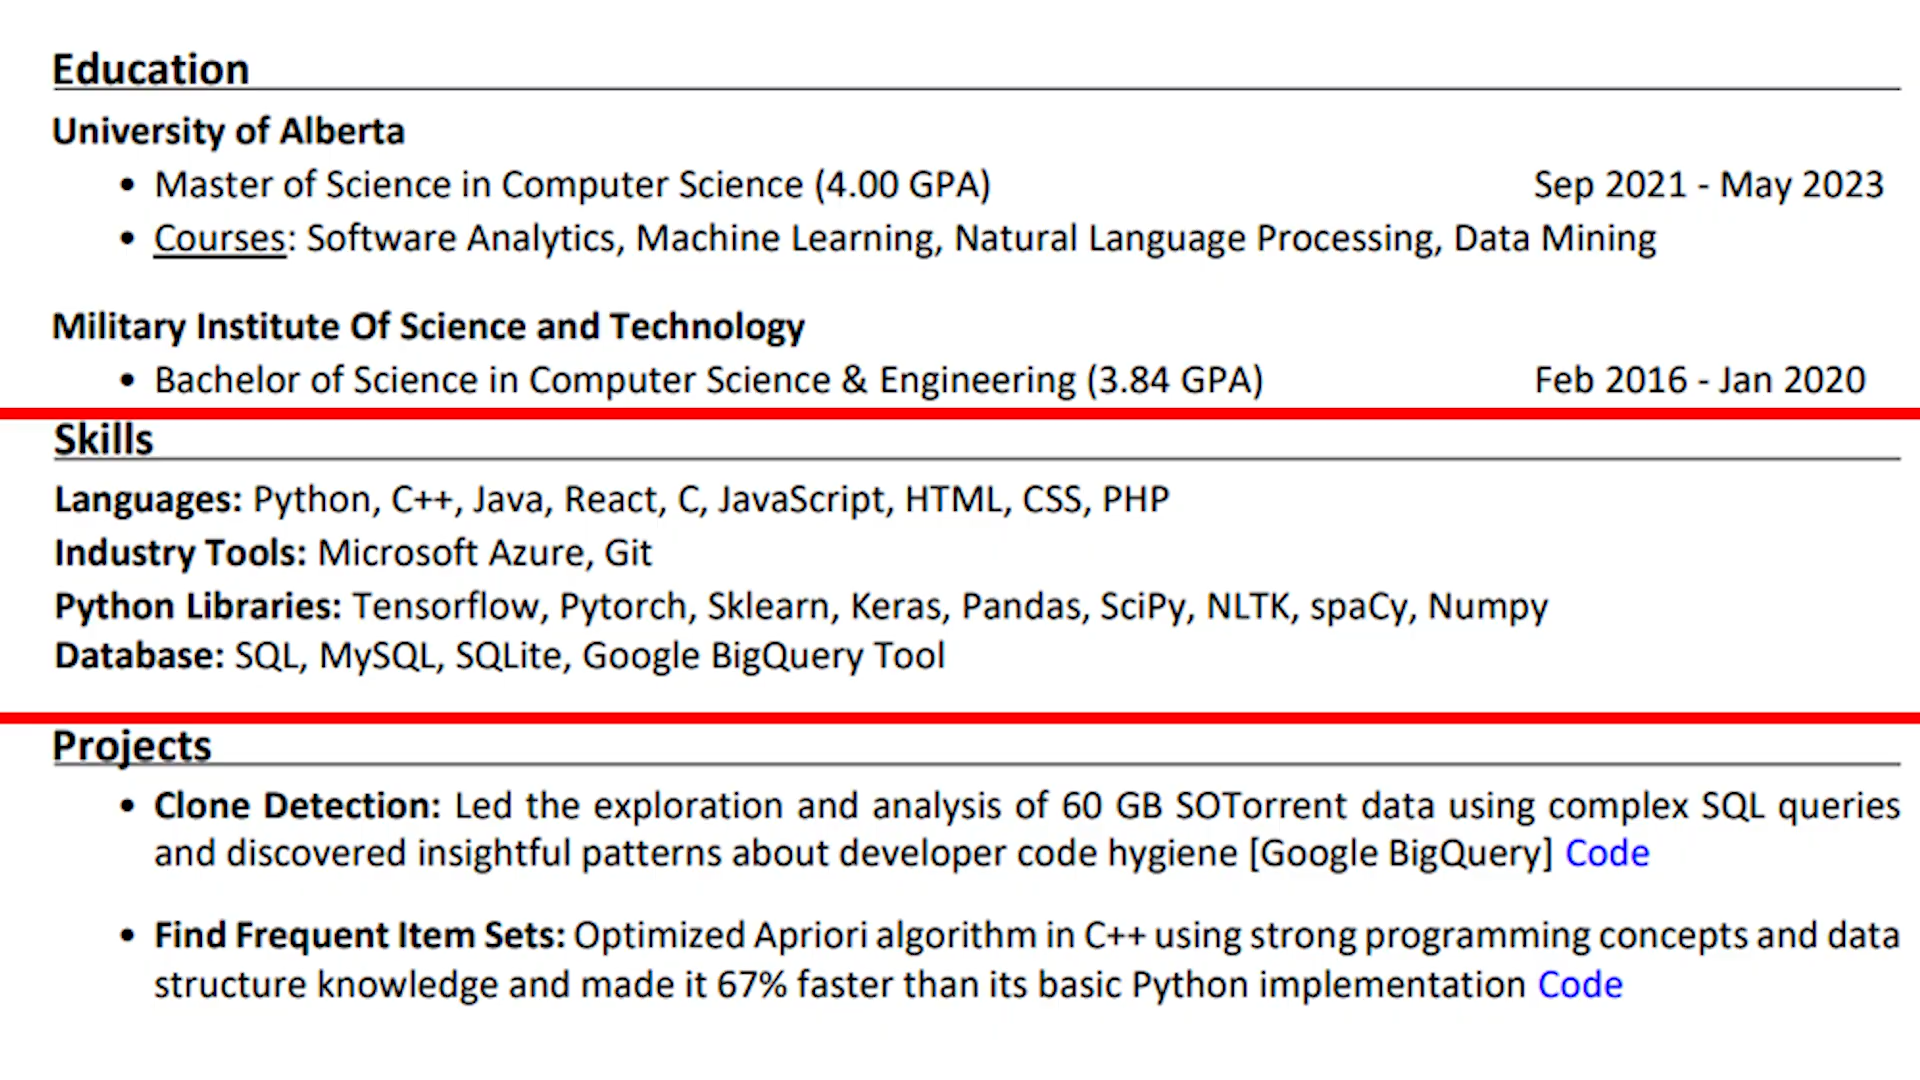 Education
University of Alberta
• Master of Science in Computer Science (4.00 GPA) Sep 2021 - May 2023
• Courses: Software Analytics, Machine Learning, Natural Language Processing, Data Mining
Military Institute Of Science and Technology
• Bachelor of Science in Computer Science & Engineering (3.84 GPA) Feb 2016 - Jan 2020
Skills
Languages: Python, C++, Java, React, C, JavaScript, HTML, CSS, PHP
Industry Tools: Microsoft Azure, Git
Python Libraries: Tensorflow, Pytorch, Sklearn, Keras, Pandas, SciPy, NLTK, spaCy, Numpy
Database: SQL, MySQL, SQLite, Google BigQuery Tool
Projects
• Clone Detection: Led the exploration and analysis of 60 GB SOTorrent data using complex SQL queries
and discovered insightful patterns about developer code hygiene [Google BigQuery] Code
• Find Frequent Item Sets: Optimized Apriori algorithm in C++ using strong programming concepts and data
structure knowledge and made it 67% faster than its basic Python implementation Code